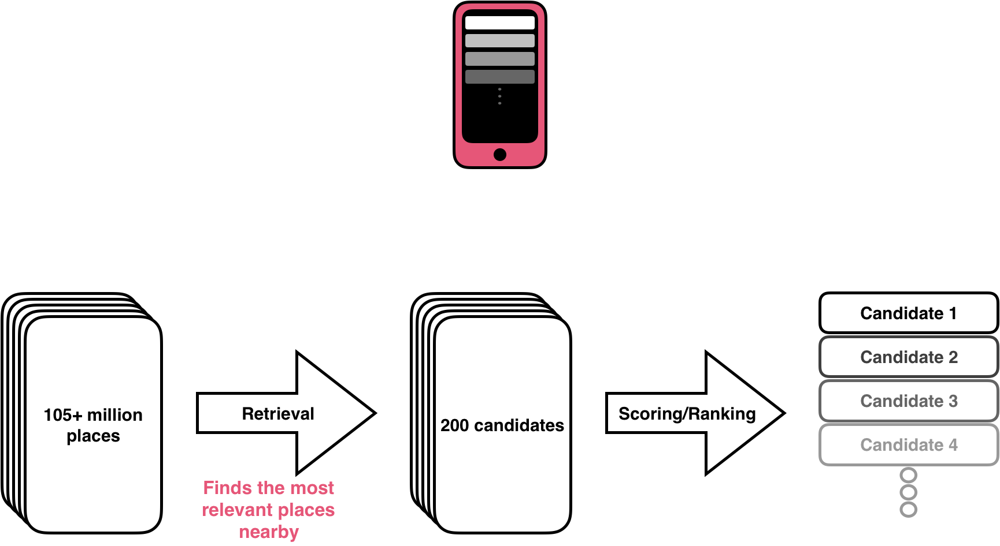 105+ million
places
Retrieval
Finds the most
relevant places
nearby
200 candidates
Scoring/Ranking
Candidate 1
Candidate 2
Candidate 3
Candidate 4